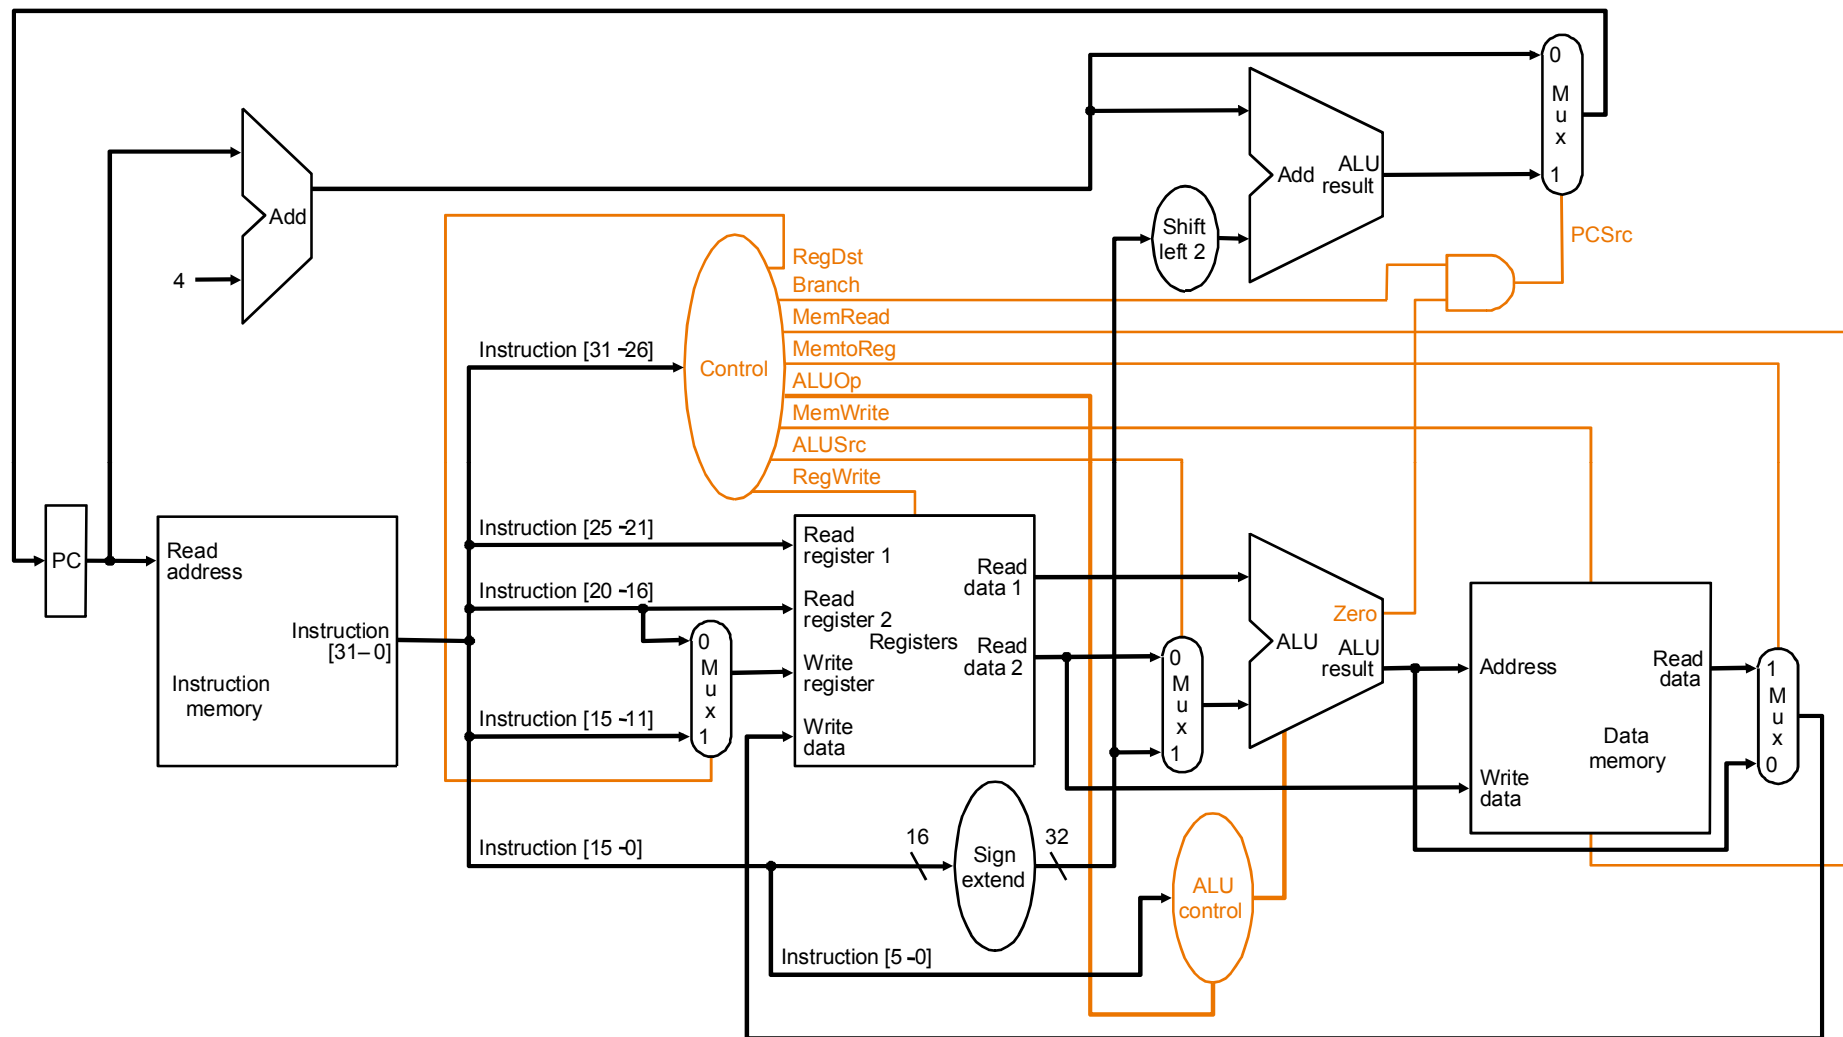 0
M
u
x
1
Add
ALU
result
Shift
left 2
PCSrc
Add
4
RegDst
Branch
MemRead
MemtoReg
ALUOp
MemWrite
ALUSrc
RegWrite
Control
Instruction [31-26]
Instruction [25-21]
Instruction [20-16]
Instruction [15-11]
Instruction [15-0]
Instruction [5-0]
PC
Read
address
Instruction
[31-0]
Instruction
memory
0
M
u
x
1
Read
register 1
Read
register 2
Write
register
Write
data
Registers
Read
data 1
Read
data 2
0
M
u
x
1
Zero
ALU
ALU
result
Address
Write
data
Read
data
Data
memory
1
M
u
x
0
16
Sign
extend
32
ALU
control